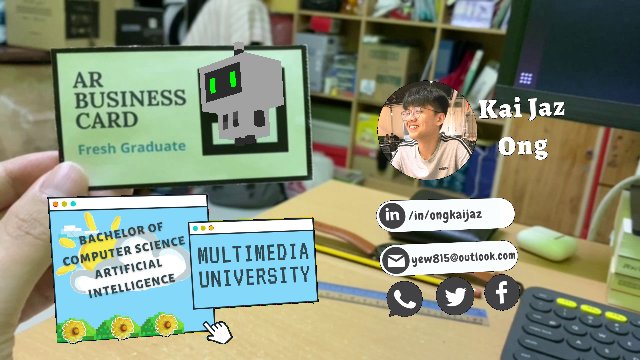 AR
BUSINESS
CARD
Fresh Graduate
Kai Jaz
Ong
in /in/ongkaijaz
yew815@outlook.com
BACHELOR OF
COMPUTER SCIENCE
ARTIFICIAL
INTELLIGENCE
MULTIMEDIA
UNIVERSITY